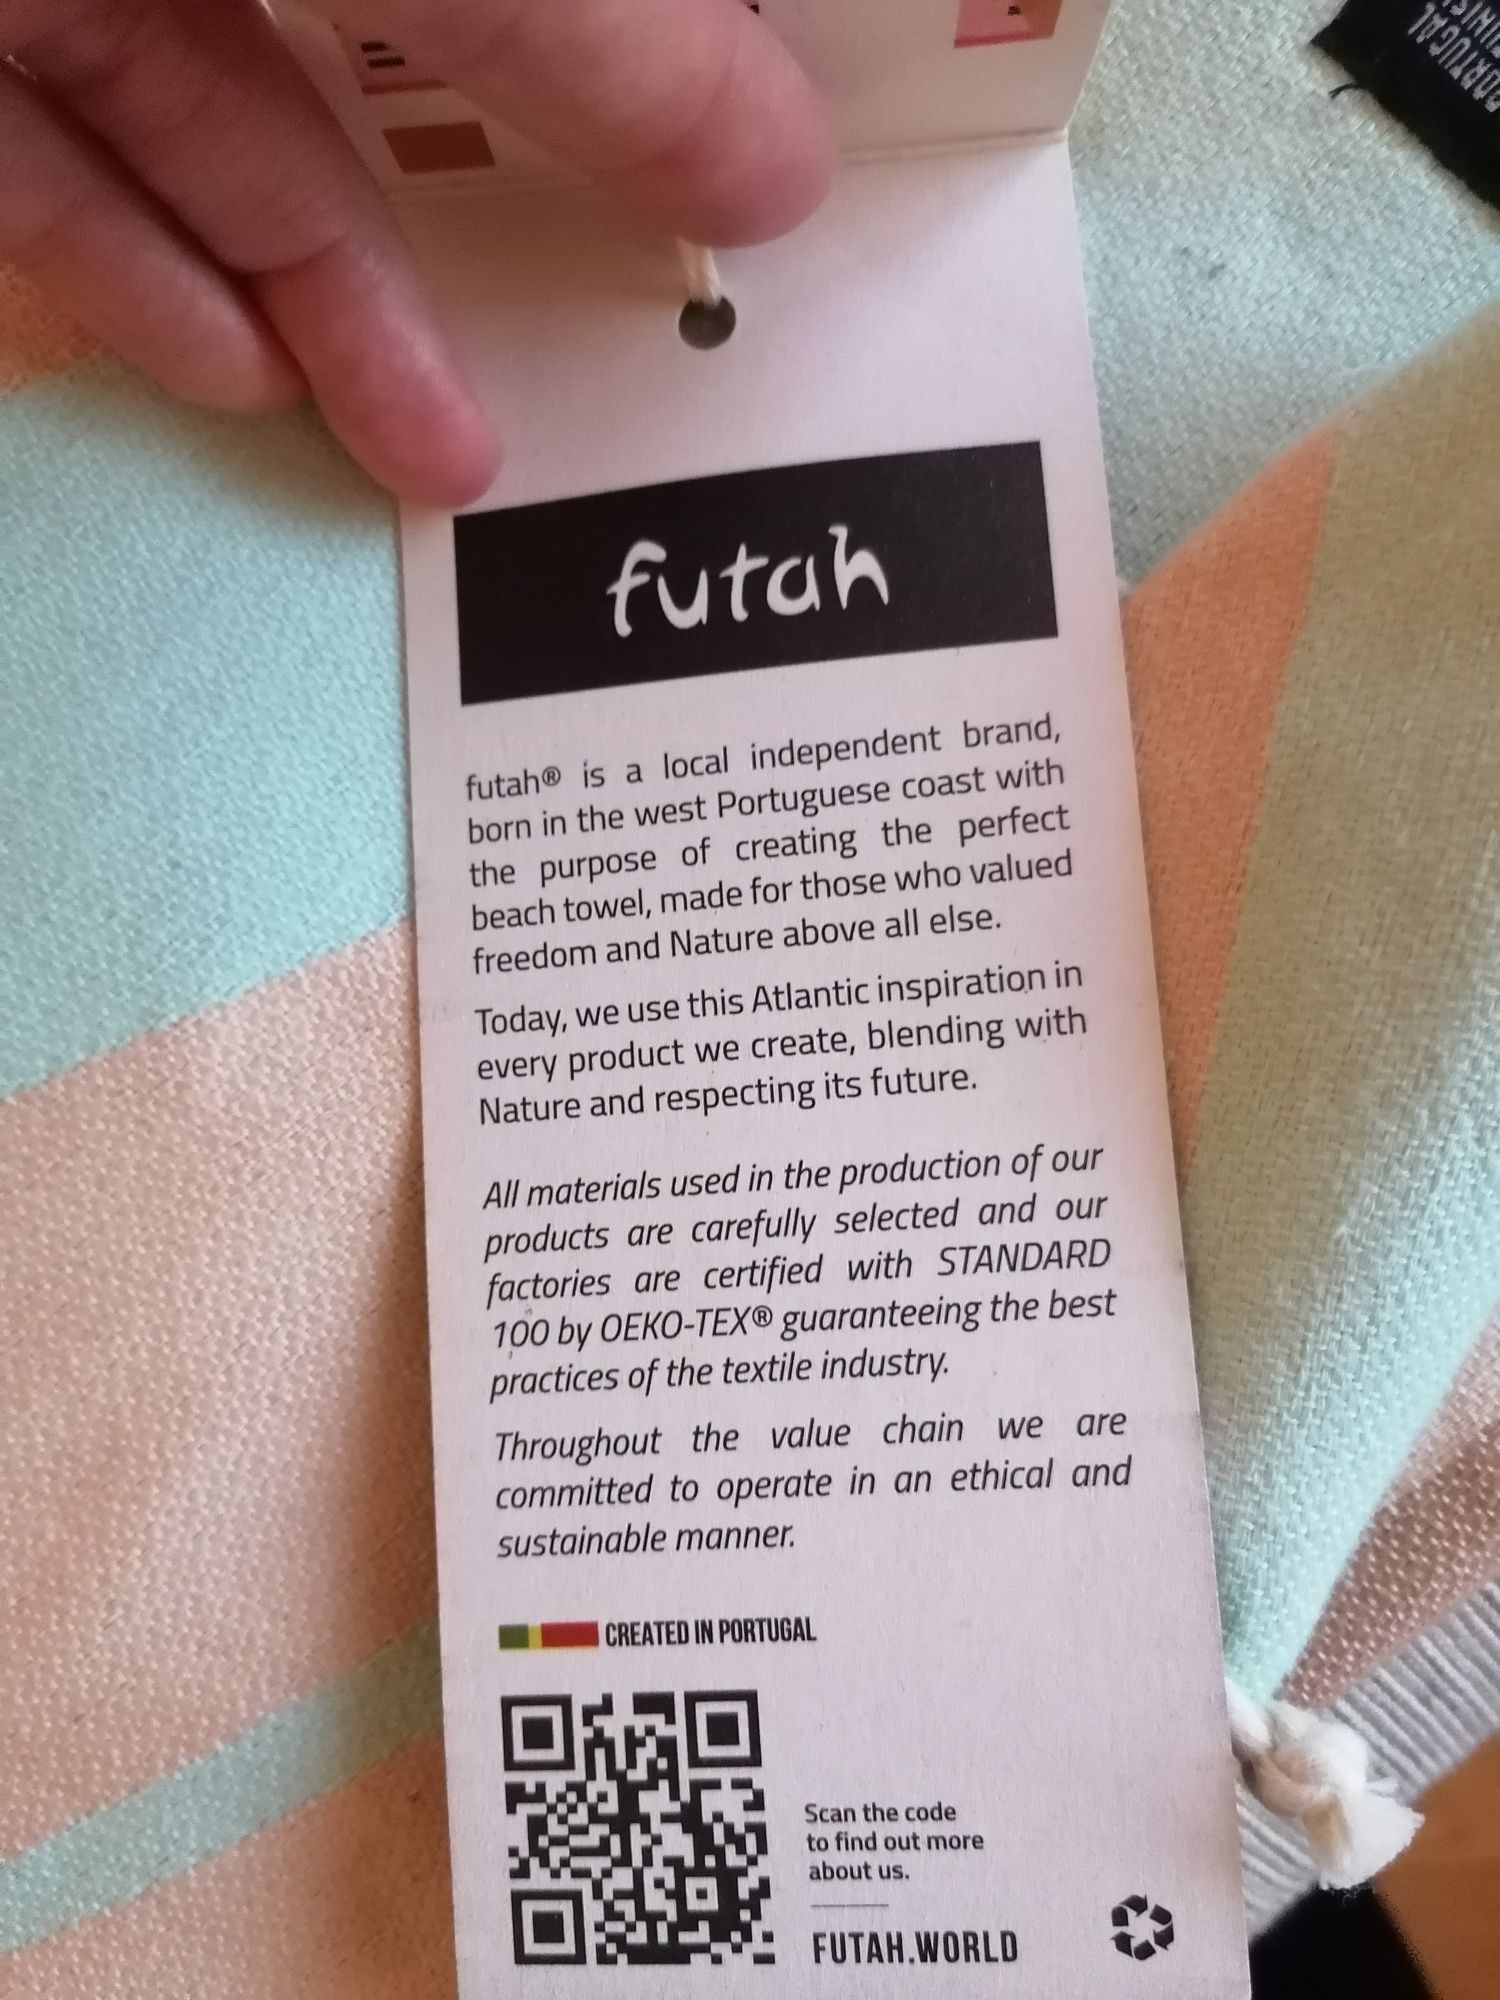 PORTUGAL
futah
futah® is a local independent brand,
born in the west Portuguese coast with
the purpose of creating the perfect
beach towel, made for those who valued
freedom and Nature above all else.
Today, we use this Atlantic inspiration in
every product we create, blending with
Nature and respecting its future.
All materials used in the production of our
products are carefully selected and our
factories are certified with STANDARD
100 by OEKO-TEX® guaranteeing the best
practices of the textile industry.
Throughout the value chain we are
committed to operate in an ethical and
sustainable manner.
CREATED IN PORTUGAL
Scan the code
to find out more
about us.
FUTAH.WORLD